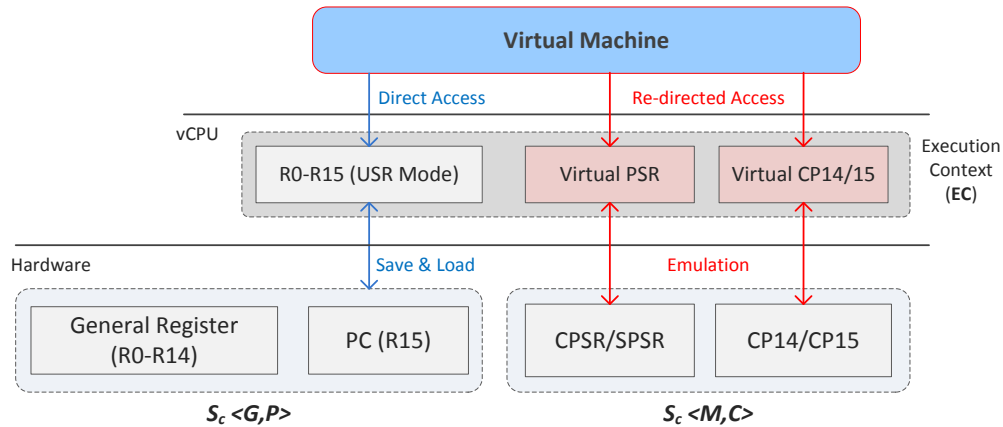 Virtual Machine
Direct Access
Re-directed Access
vCPU
R0-R15 (USR Mode)
Virtual PSR
Virtual CP14/15
Execution
Context
(EC)
Hardware
Save & Load
Emulation
General Register
(R0-R14)
PC (R15)
CPSR/SPSR
CP14/CP15
Sc <G,P>
Sc <M,C>